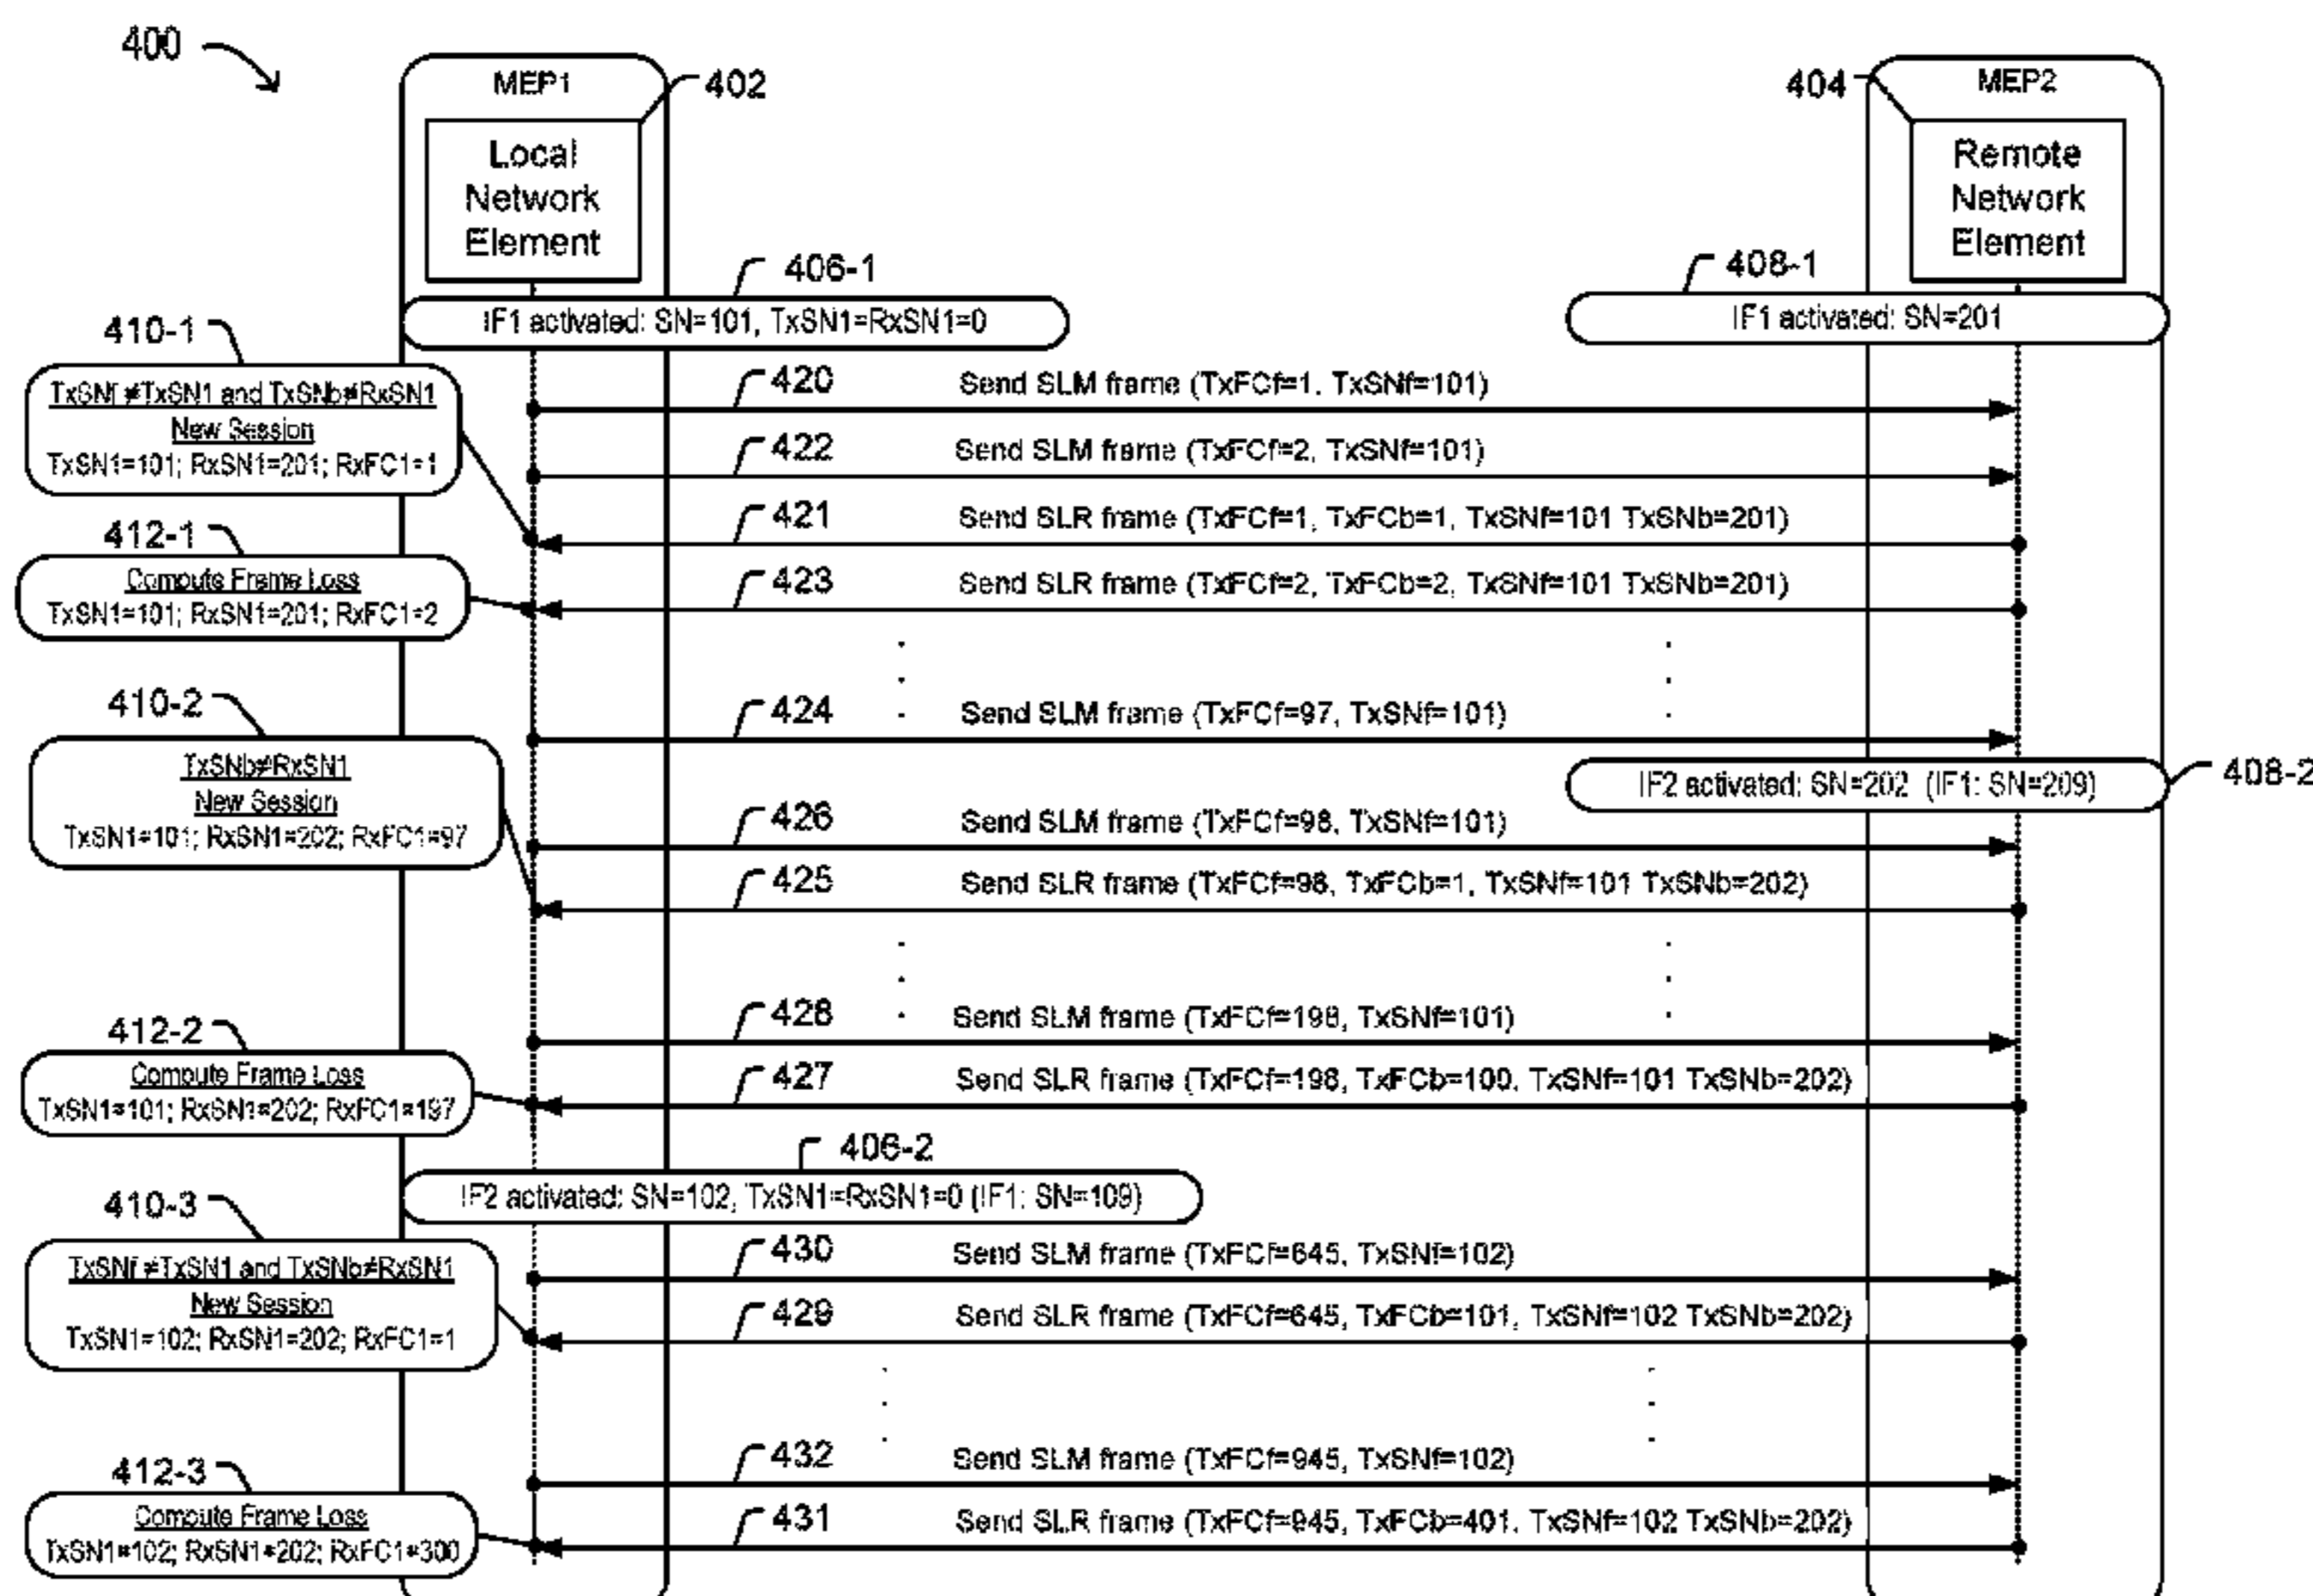 400
MEP1
402
Local
Network
Element
404
MEP2
Remote
Network
Element
406-1
IF1 activated: SN=101, TxSN1=RxSN1=0
408-1
IF1 activated: SN=201
410-1
TxSNf≠TxSN1 and TxSNb≠RxSN1
New Session
TxSN1=101; RxSN1=201; RxFC1=1
420
Send SLM frame (TxFCf=1, TxSNf=101)
422
Send SLM frame (TxFCf=2, TxSNf=101)
421
Send SLR frame (TxFCf=1, TxFCb=1, TxSNf=101 TxSNb=201)
412-1
Compute Frame Loss
TxSN1=101; RxSN1=201; RxFC1=2
423
Send SLR frame (TxFCf=2, TxFCb=2, TxSNf=101 TxSNb=201)
424
Send SLM frame (TxFCf=97, TxSNf=101)
410-2
TxSNb≠RxSN1
New Session
TxSN1=101; RxSN1=202; RxFC1=97
IF2 activated: SN=202 (IF1: SN=209)
408-2
426
Send SLM frame (TxFCf=98, TxSNf=101)
425
Send SLR frame (TxFCf=98, TxFCb=1, TxSNf=101 TxSNb=202)
428
Send SLM frame (TxFCf=198, TxSNf=101)
412-2
Compute Frame Loss
TxSN1=101; RxSN1=202; RxFC1=197
427
Send SLR frame (TxFCf=198, TxFCb=100, TxSNf=101 TxSNb=202)
406-2
IF2 activated: SN=102, TxSN1=RxSN1=0 (IF1: SN=109)
410-3
TxSNf≠TxSN1 and TxSNb≠RxSN1
New Session
TxSN1=102; RxSN1=202; RxFC1=1
430
Send SLM frame (TxFCf=645, TxSNf=102)
429
Send SLR frame (TxFCf=645, TxFCb=101, TxSNf=102 TxSNb=202)
432
Send SLM frame (TxFCf=945, TxSNf=102)
412-3
Compute Frame Loss
TxSN1=102; RxSN1=202; RxFC1=300
431
Send SLR frame (TxFCf=945, TxFCb=401, TxSNf=102 TxSNb=202)